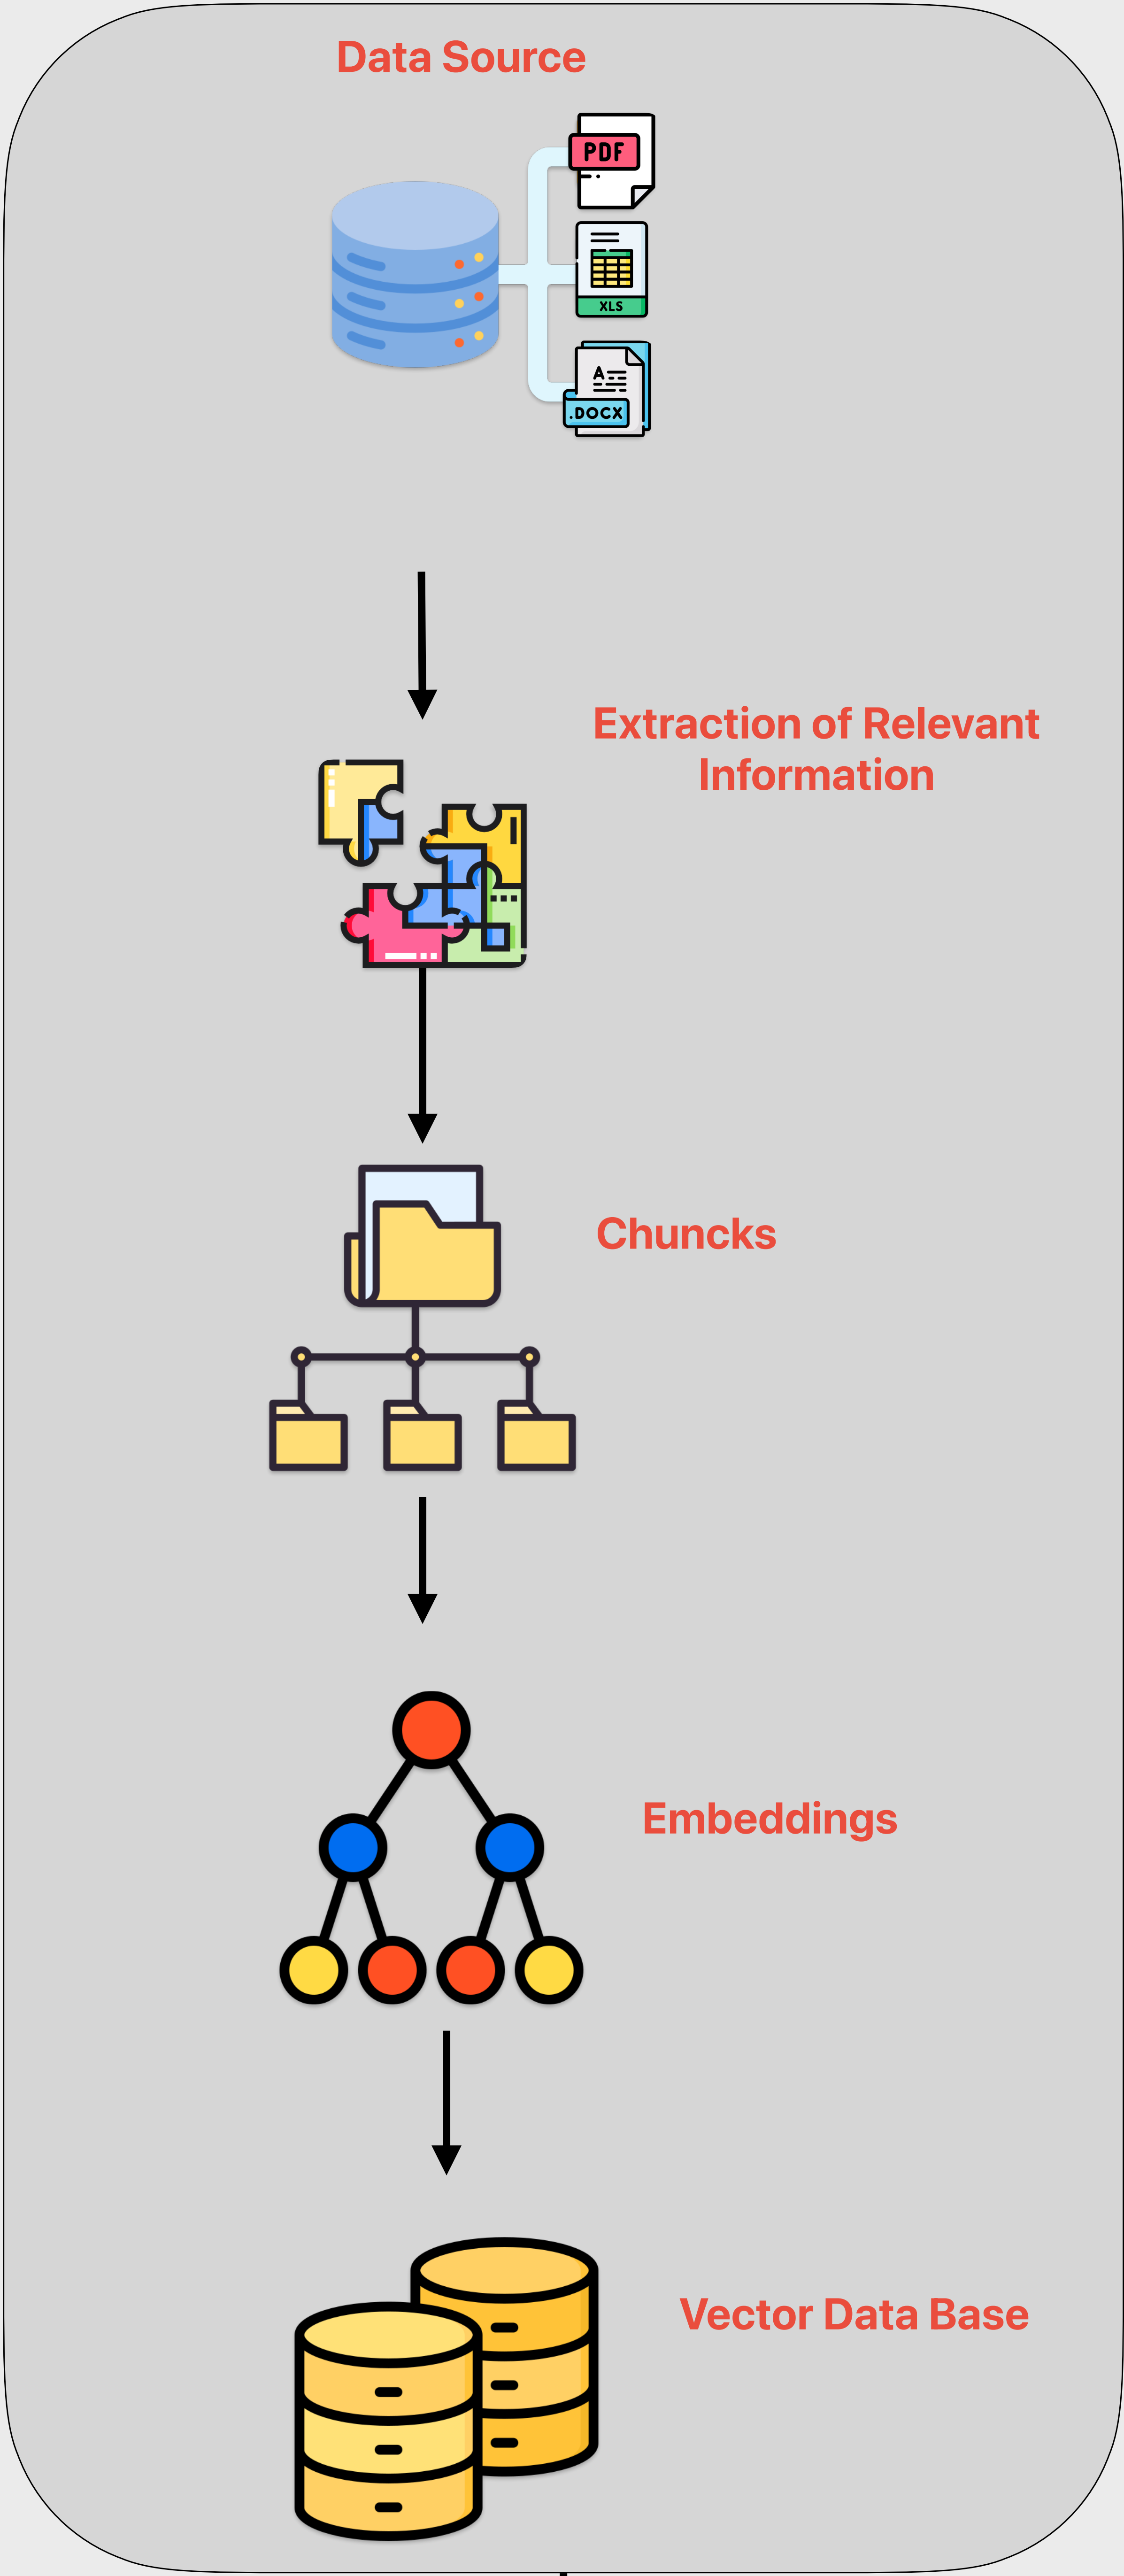 Data Source
PDF
XLS
A
.DOCX
Extraction of Relevant
Information
Chuncks
Embeddings
Vector Data Base